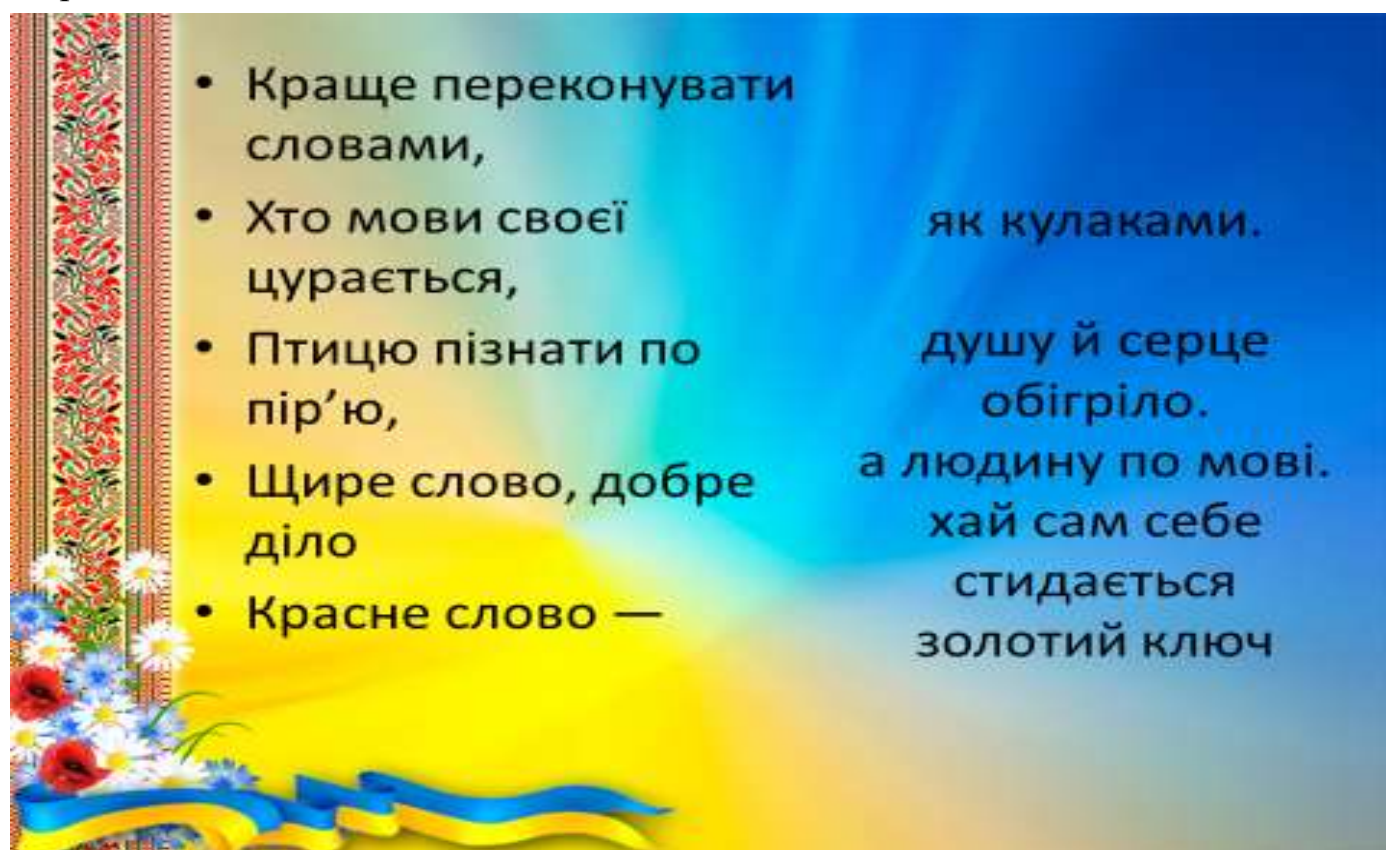 • Краще переконувати
словами,
• Хто мови своєї
цурається,
• Птицю пізнати по
пір’ю,
• Щире слово, добре
діло
• Красне слово —
як кулаками.
душу й серце
обігріло.
а людину по мові.
хай сам себе
стидається
золотий ключ